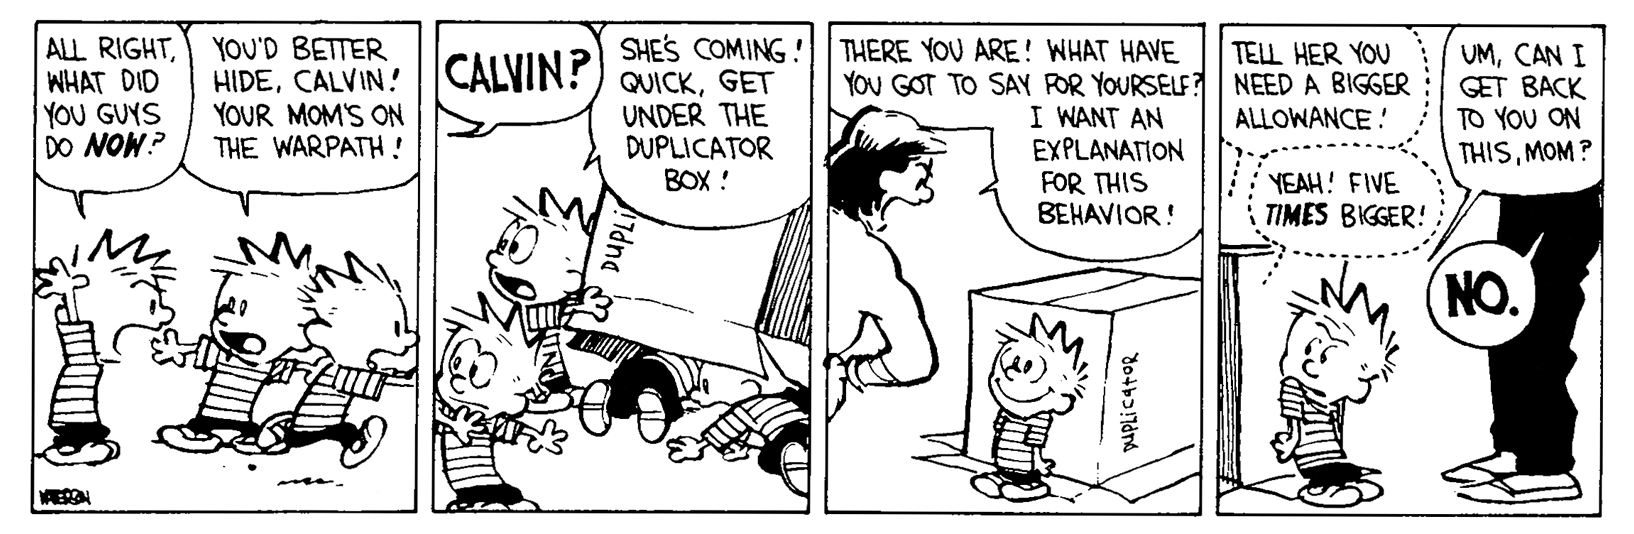 ALL RIGHT,
WHAT DID
YOU GUYS
DO NOW?
YOU'D BETTER
HIDE, CALVIN!
YOUR MOM'S ON
THE WARPATH!
WATTERSON
CALVIN?
SHE'S COMING!
QUICK, GET
UNDER THE
DUPLICATOR
BOX!
DUPLI
THERE YOU ARE! WHAT HAVE
YOU GOT TO SAY FOR YOURSELF?
I WANT AN
EXPLANATION
FOR THIS
BEHAVIOR!
DUPLICATOR
TELL HER YOU
NEED A BIGGER
ALLOWANCE!
YEAH! FIVE
TIMES BIGGER!
UM, CAN I
GET BACK
TO YOU ON
THIS, MOM?
NO.